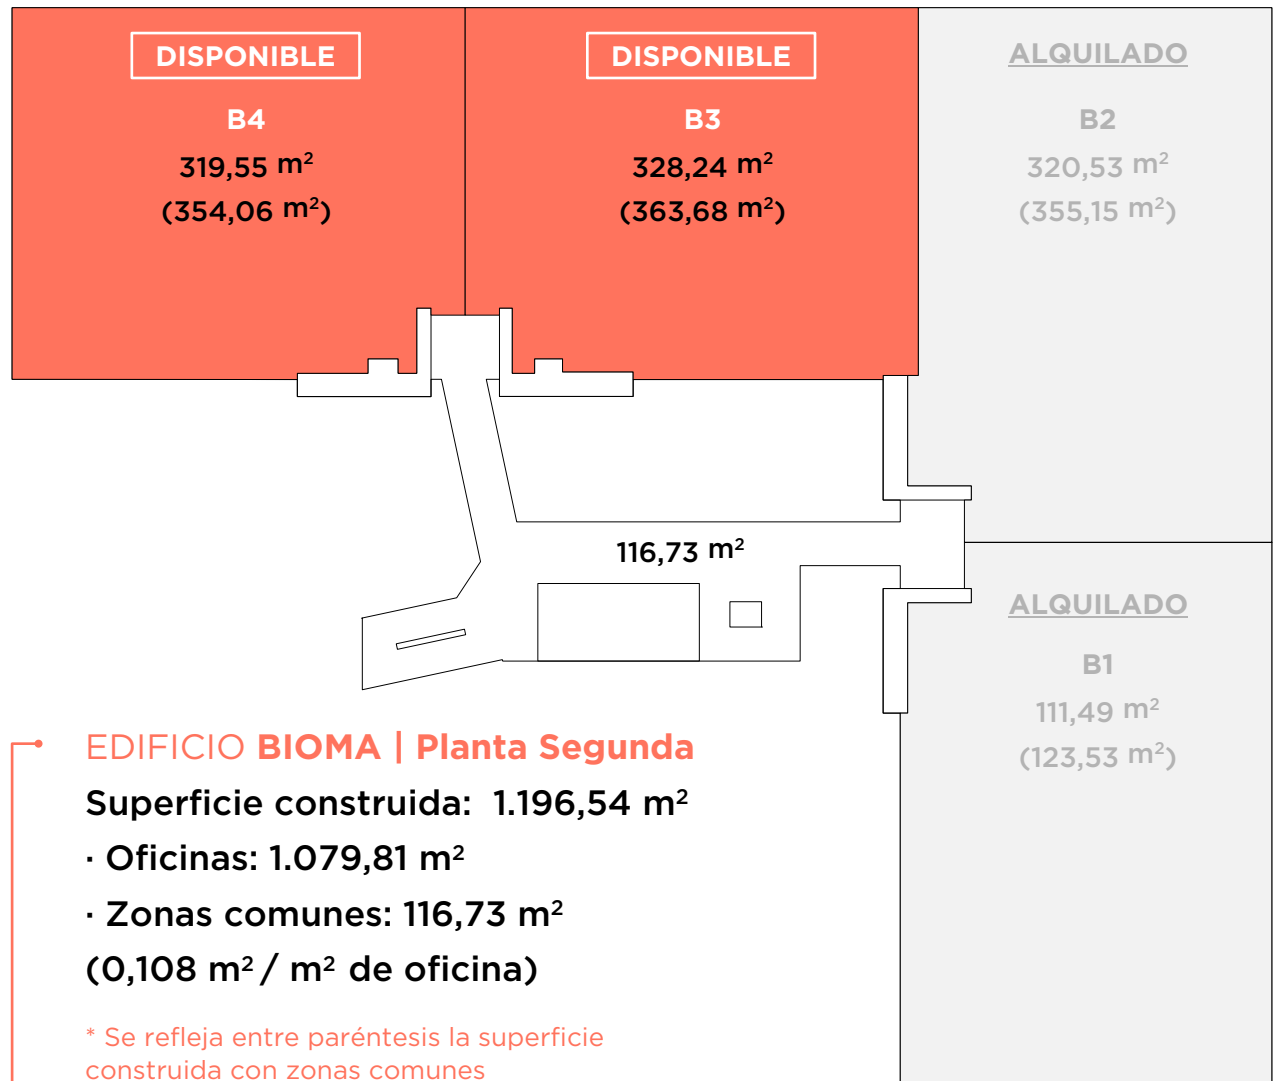 DISPONIBLE
B4
319,55 m²
(354,06 m²)
DISPONIBLE
B3
328,24 m²
(363,68 m²)
ALQUILADO
B2
320,53 m²
(355,15 m²)
116,73 m²
ALQUILADO
B1
111,49 m²
(123,53 m²)
EDIFICIO BIOMA | Planta Segunda
Superficie construida: 1.196,54 m²
· Oficinas: 1.079,81 m²
· Zonas comunes: 116,73 m²
(0,108 m² / m² de oficina)
* Se refleja entre paréntesis la superficie
construida con zonas comunes